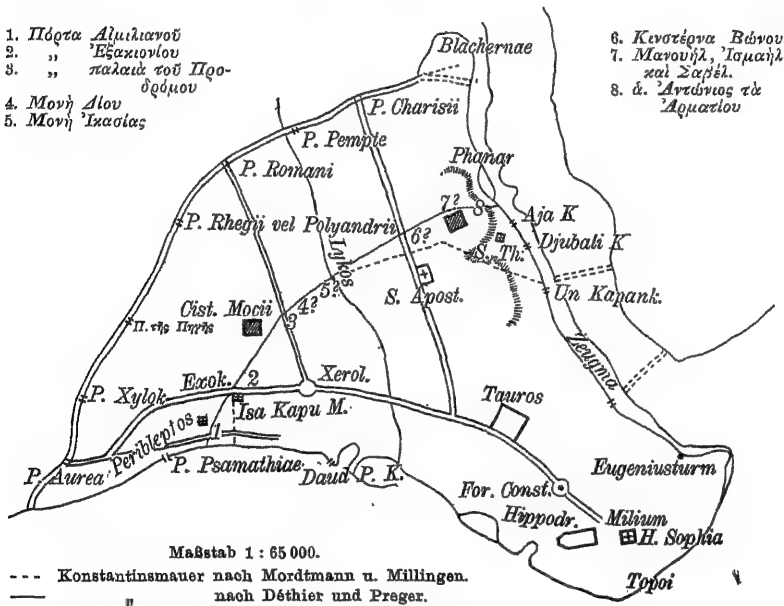 1. Πόρτα Αἰμιλιανοῦ
2. „ Ἐξακιονίου
3. „ παλαιὰ τοῦ Προ-
δρόμου
4. Μονὴ Δίου
5. Μονὴ Ἰκασίας
6. Κινστέρνα Βώνου
7. Μανουήλ, Ἰσμαὴλ
καὶ Σαβέλ.
8. ἁ. Ἀντώνιος τὰ
Ἁρματίου
Blachernae
P. Charisii
P. Pempte
Phanar
P. Romani
7?
8
Aja K
P. Rhegii vel Polyandrii
6?
Djubali K
S. Th.
Lykos
5?
Un Kapank.
4?
S. Apost.
Cist. Mocii
3
Π. τῆς Πηγῆς
Zeugma
Exok.
2
Xerol.
P. Xylok
Tauros
Isa Kapu M.
Peribleptos
1
P. Aurea
P. Psamathiae
Daud P. K.
Eugeniusturm
For. Const.
Milium
Hippodr.
H. Sophia
Topoi
Maßstab 1 : 65 000.
--- Konstantinsmauer nach Mordtmann u. Millingen.
— „ nach Déthier und Preger.